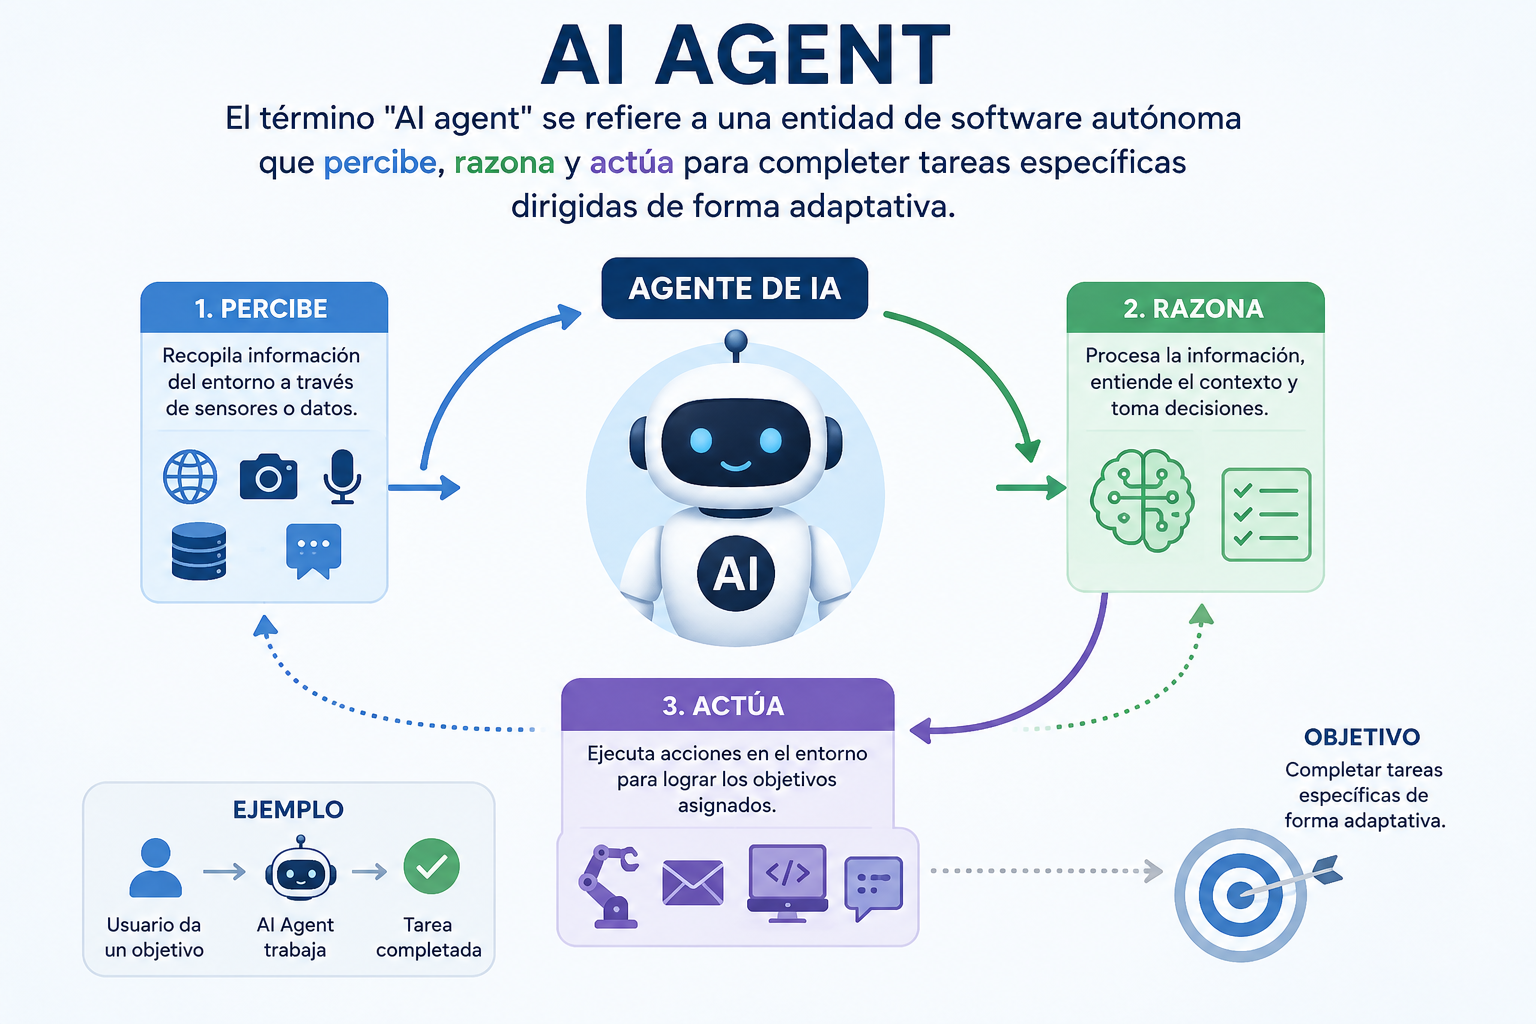 AI AGENT
El término "AI agent" se refiere a una entidad de software autónoma
que percibe, razona y actúa para completer tareas específicas
dirigidas de forma adaptativa.
AGENTE DE IA
1. PERCIBE
Recopila información
del entorno a través
de sensores o datos.
2. RAZONA
Procesa la información,
entiende el contexto y
toma decisiones.
AI
3. ACTÚA
Ejecuta acciones en el entorno
para lograr los objetivos
asignados.
</>
OBJETIVO
Completar tareas
específicas de
forma adaptativa.
EJEMPLO
Usuario da
un objetivo
AI Agent
trabaja
Tarea
completada